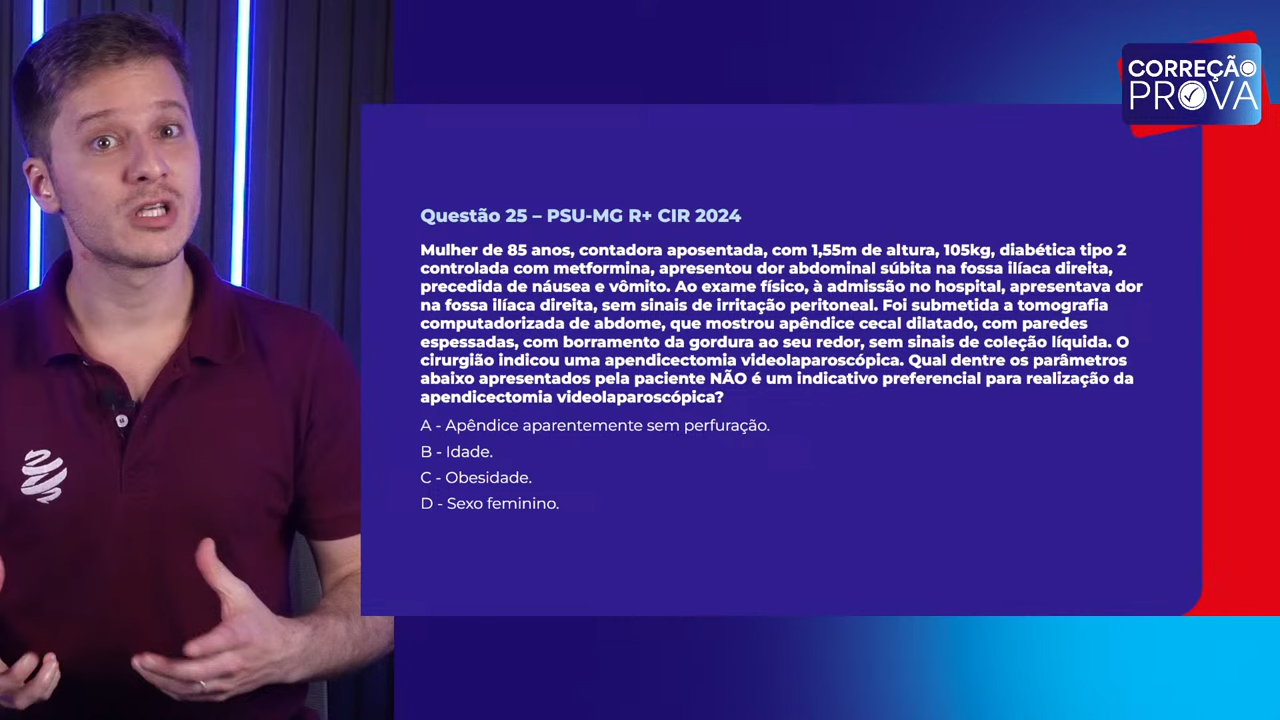 CORREÇÃO
PROVA
Questão 25 – PSU-MG R+ CIR 2024
Mulher de 85 anos, contadora aposentada, com 1,55m de altura, 105kg, diabética tipo 2
controlada com metformina, apresentou dor abdominal súbita na fossa ilíaca direita,
precedida de náusea e vômito. Ao exame físico, à admissão no hospital, apresentava dor
na fossa ilíaca direita, sem sinais de irritação peritoneal. Foi submetida a tomografia
computadorizada de abdome, que mostrou apêndice cecal dilatado, com paredes
espessadas, com borramento da gordura ao seu redor, sem sinais de coleção líquida. O
cirurgião indicou uma apendicectomia videolaparoscópica. Qual dentre os parâmetros
abaixo apresentados pela paciente NÃO é um indicativo preferencial para realização da
apendicectomia videolaparoscópica?
A - Apêndice aparentemente sem perfuração.
B - Idade.
C - Obesidade.
D - Sexo feminino.